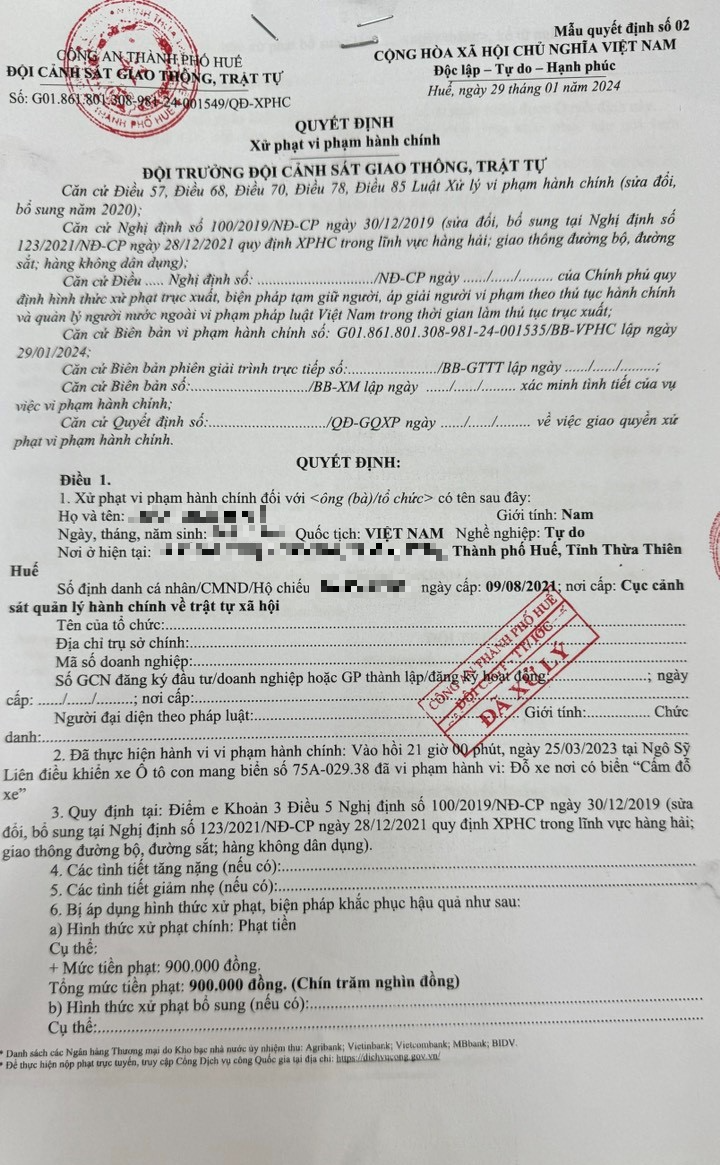 Mẫu quyết định số 02
CÔNG AN THÀNH PHỐ HUẾ
CỘNG HÒA XÃ HỘI CHỦ NGHĨA VIỆT NAM
ĐỘI CẢNH SÁT GIAO THÔNG, TRẬT TỰ
Độc lập – Tự do – Hạnh phúc
Số: G01.861.801.308-981-24-001549/QĐ-XPHC
Huế, ngày 29 tháng 01 năm 2024
QUYẾT ĐỊNH
Xử phạt vi phạm hành chính
ĐỘI TRƯỞNG ĐỘI CẢNH SÁT GIAO THÔNG, TRẬT TỰ
Căn cứ Điều 57, Điều 68, Điều 70, Điều 78, Điều 85 Luật Xử lý vi phạm hành chính (sửa đổi,
bổ sung năm 2020);
Căn cứ Nghị định số 100/2019/NĐ-CP ngày 30/12/2019 (sửa đổi, bổ sung tại Nghị định số
123/2021/NĐ-CP ngày 28/12/2021 quy định XPHC trong lĩnh vực hàng hải; giao thông đường bộ, đường
sắt; hàng không dân dụng);
Căn cứ Điều ..... Nghị định số: ........................./NĐ-CP ngày ....../....../......... của Chính phủ quy
định hình thức xử phạt trục xuất, biện pháp tạm giữ người, áp giải người vi phạm theo thủ tục hành chính
và quản lý người nước ngoài vi phạm pháp luật Việt Nam trong thời gian làm thủ tục trục xuất;
Căn cứ Biên bản vi phạm hành chính số: G01.861.801.308-981-24-001535/BB-VPHC lập ngày
29/01/2024;
Căn cứ Biên bản phiên giải trình trực tiếp số:..................../BB-GTTT lập ngày ....../....../.........;
Căn cứ Biên bản số:........................../BB-XM lập ngày ....../....../......... xác minh tình tiết của vụ
việc vi phạm hành chính;
Căn cứ Quyết định số:........................../QĐ-GQXP ngày ....../....../......... về việc giao quyền xử
phạt vi phạm hành chính.
QUYẾT ĐỊNH:
Điều 1.
1. Xử phạt vi phạm hành chính đối với <ông (bà)/tổ chức> có tên sau đây:
Họ và tên: Giới tính: Nam
Ngày, tháng, năm sinh: Quốc tịch: VIỆT NAM Nghề nghiệp: Tự do
Nơi ở hiện tại: Thành phố Huế, Tỉnh Thừa Thiên
Huế
Số định danh cá nhân/CMND/Hộ chiếu ngày cấp: 09/08/2021; nơi cấp: Cục cảnh
sát quản lý hành chính về trật tự xã hội
Tên của tổ chức:..........................
Địa chỉ trụ sở chính:..........................
Mã số doanh nghiệp:..........................
Số GCN đăng ký đầu tư/doanh nghiệp hoặc GP thành lập/đăng ký hoạt động:....................; ngày
cấp: ....../....../.........; nơi cấp:..........................
Người đại diện theo pháp luật:.......................... Giới tính:............. Chức
danh:..........................
CÔNG AN THÀNH PHỐ HUẾ
ĐÃ XỬ LÝ
2. Đã thực hiện hành vi vi phạm hành chính: Vào hồi 21 giờ 00 phút, ngày 25/03/2023 tại Ngô Sỹ
Liên điều khiển xe Ô tô con mang biển số 75A-029.38 đã vi phạm hành vi: Đỗ xe nơi có biển “Cấm đỗ
xe”
3. Quy định tại: Điểm e Khoản 3 Điều 5 Nghị định số 100/2019/NĐ-CP ngày 30/12/2019 (sửa
đổi, bổ sung tại Nghị định số 123/2021/NĐ-CP ngày 28/12/2021 quy định XPHC trong lĩnh vực hàng hải;
giao thông đường bộ, đường sắt; hàng không dân dụng).
4. Các tình tiết tăng nặng (nếu có):..........................
5. Các tình tiết giảm nhẹ (nếu có):..........................
6. Bị áp dụng hình thức xử phạt, biện pháp khắc phục hậu quả như sau:
a) Hình thức xử phạt chính: Phạt tiền
Cụ thể:
+ Mức tiền phạt: 900.000 đồng.
Tổng mức tiền phạt: 900.000 đồng. (Chín trăm nghìn đồng)
b) Hình thức xử phạt bổ sung (nếu có):..........................
Cụ thể:..........................
* Danh sách các Ngân hàng Thương mại do Kho bạc nhà nước ủy nhiệm thu: Agribank; Vietinbank; Vietcombank; MBbank; BIDV.
* Để thực hiện nộp phạt trực tuyến, truy cập Cổng Dịch vụ công Quốc gia tại địa chỉ: https://dichvucong.gov.vn/